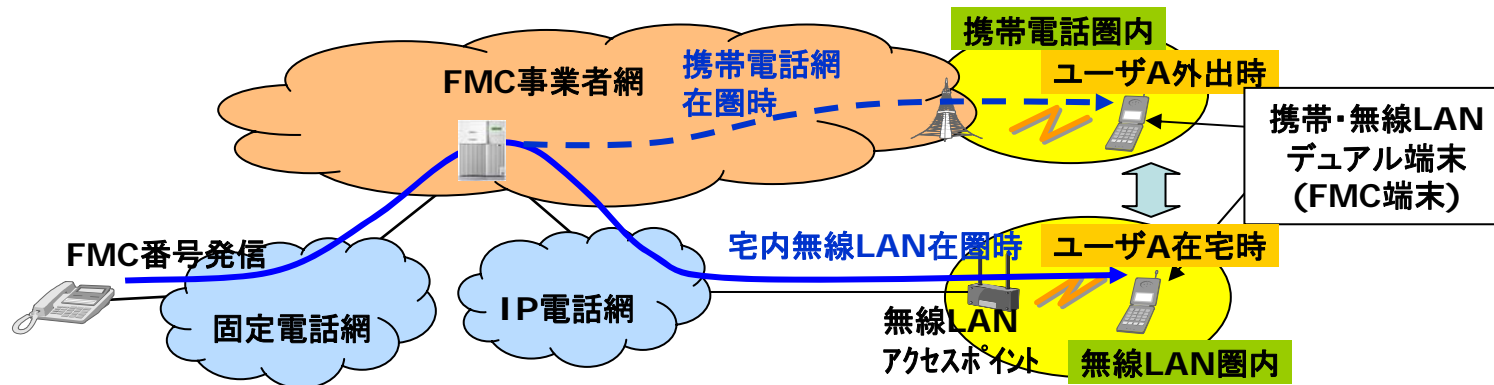 携帯電話圏内
FMC事業者網
携帯電話網
在圏時
ユーザA外出時
携帯・無線LAN
デュアル端末
(FMC端末)
FMC番号発信
宅内無線LAN在圏時
ユーザA在宅時
固定電話網
IP電話網
無線LAN
アクセスポイント
無線LAN圏内